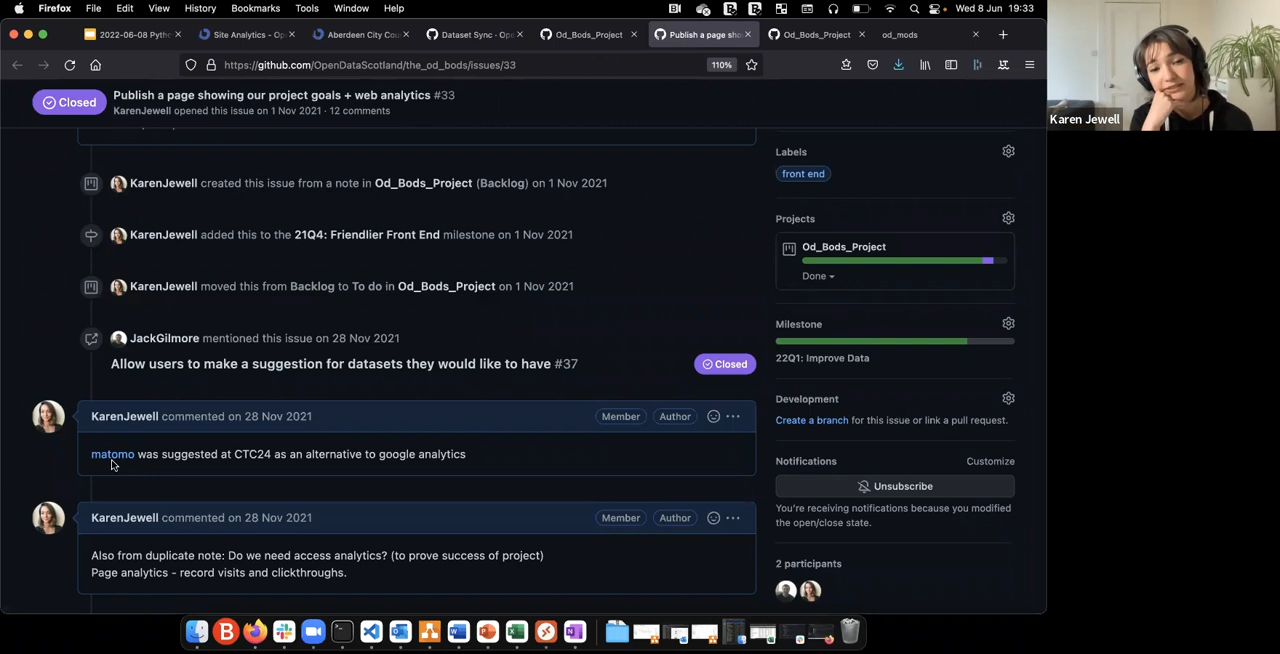 Firefox File Edit View History Bookmarks Tools Window Help Wed 8 Jun 19:33
2022-06-08 Pyth Site Analytics - Op Aberdeen City Cou Dataset Sync · Ope Od_Bods_Project Publish a page sho Od_Bods_Project od_mods
https://github.com/OpenDataScotland/the_od_bods/issues/33 110%
Closed
Publish a page showing our project goals + web analytics #33
KarenJewell opened this issue on 1 Nov 2021 · 12 comments
KarenJewell created this issue from a note in Od_Bods_Project (Backlog) on 1 Nov 2021
KarenJewell added this to the 21Q4: Friendlier Front End milestone on 1 Nov 2021
KarenJewell moved this from Backlog to To do in Od_Bods_Project on 1 Nov 2021
JackGilmore mentioned this issue on 28 Nov 2021
Allow users to make a suggestion for datasets they would like to have #37
Closed
KarenJewell commented on 28 Nov 2021 Member Author
matomo was suggested at CTC24 as an alternative to google analytics
KarenJewell commented on 28 Nov 2021 Member Author
Also from duplicate note: Do we need access analytics? (to prove success of project)
Page analytics - record visits and clickthroughs.
Labels
front end
Projects
Od_Bods_Project
Done
Milestone
22Q1: Improve Data
Development
Create a branch for this issue or link a pull request.
Notifications Customize
Unsubscribe
You're receiving notifications because you modified
the open/close state.
2 participants
Karen Jewell